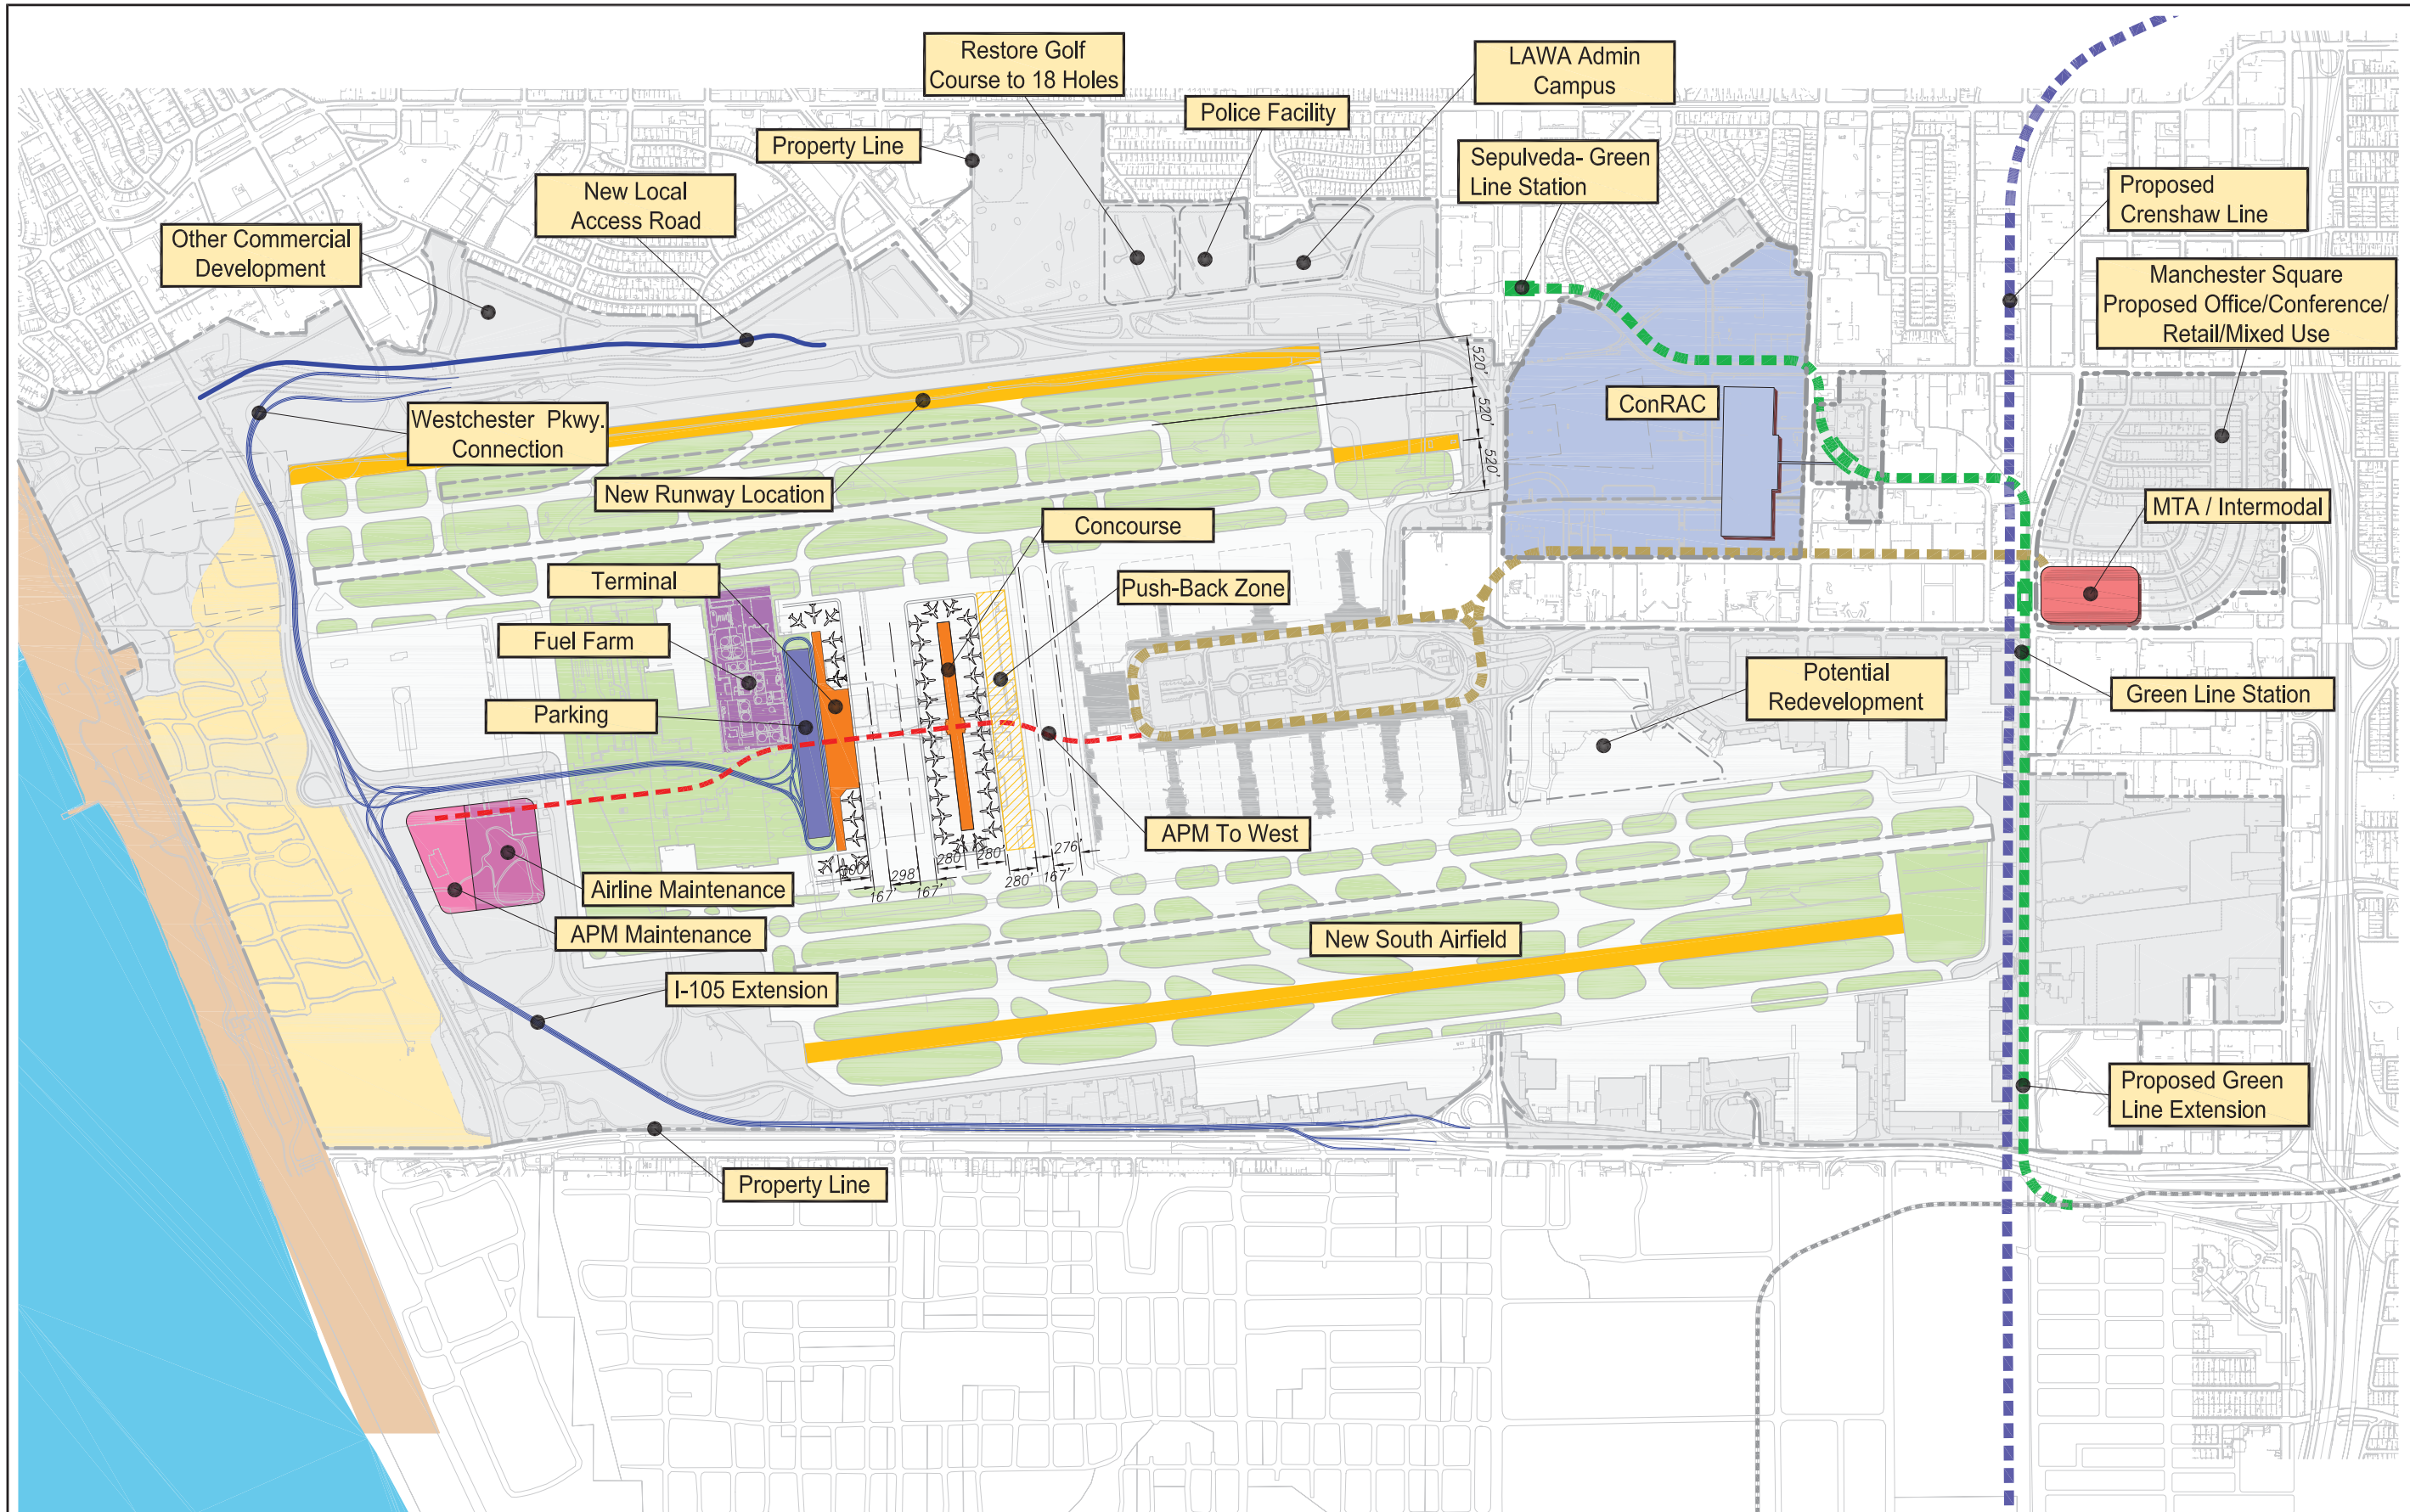 Restore Golf
Course to 18 Holes
LAWA Admin
Campus
Police Facility
Property Line
Sepulveda- Green
Line Station
New Local
Access Road
Proposed
Crenshaw Line
Other Commercial
Development
Manchester Square
Proposed Office/Conference/
Retail/Mixed Use
520'
520'
520'
ConRAC
Westchester Pkwy.
Connection
New Runway Location
MTA / Intermodal
Concourse
Terminal
Push-Back Zone
Fuel Farm
Potential
Redevelopment
Green Line Station
Parking
APM To West
276'
280'
280'
298'
280'
167'
167'
167'
Airline Maintenance
APM Maintenance
New South Airfield
I-105 Extension
Proposed Green
Line Extension
Property Line